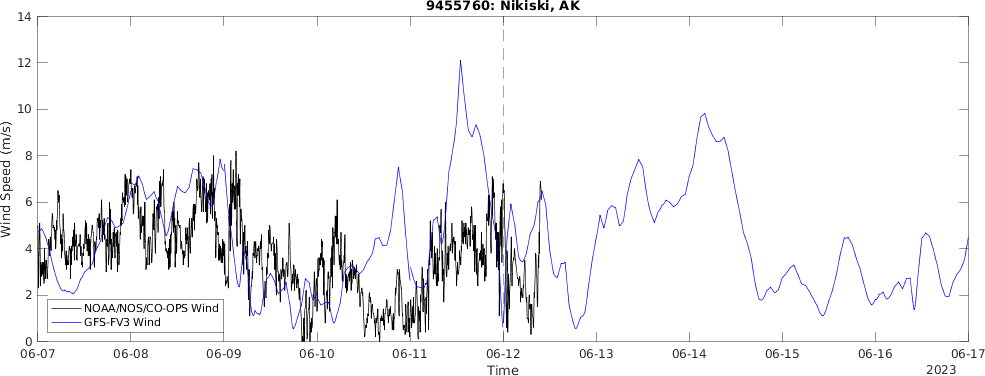 9455760: Nikiski, AK
14
12
10
8
6
4
2
0
Wind Speed (m/s)
NOAA/NOS/CO-OPS Wind
GFS-FV3 Wind
06-07 06-08 06-09 06-10 06-11 06-12 06-13 06-14 06-15 06-16 06-17
Time
2023